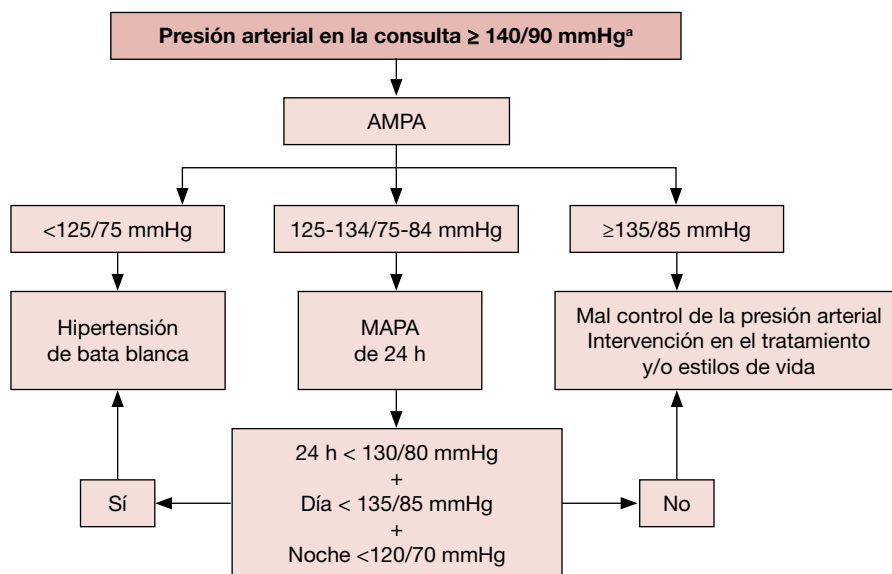 Presión arterial en la consulta ≥ 140/90 mmHgª
AMPA
<125/75 mmHg
125-134/75-84 mmHg
≥135/85 mmHg
Hipertensión
de bata blanca
MAPA
de 24 h
Mal control de la presión arterial
Intervención en el tratamiento
y/o estilos de vida
24 h < 130/80 mmHg
+
Día < 135/85 mmHg
+
Noche <120/70 mmHg
Sí
No